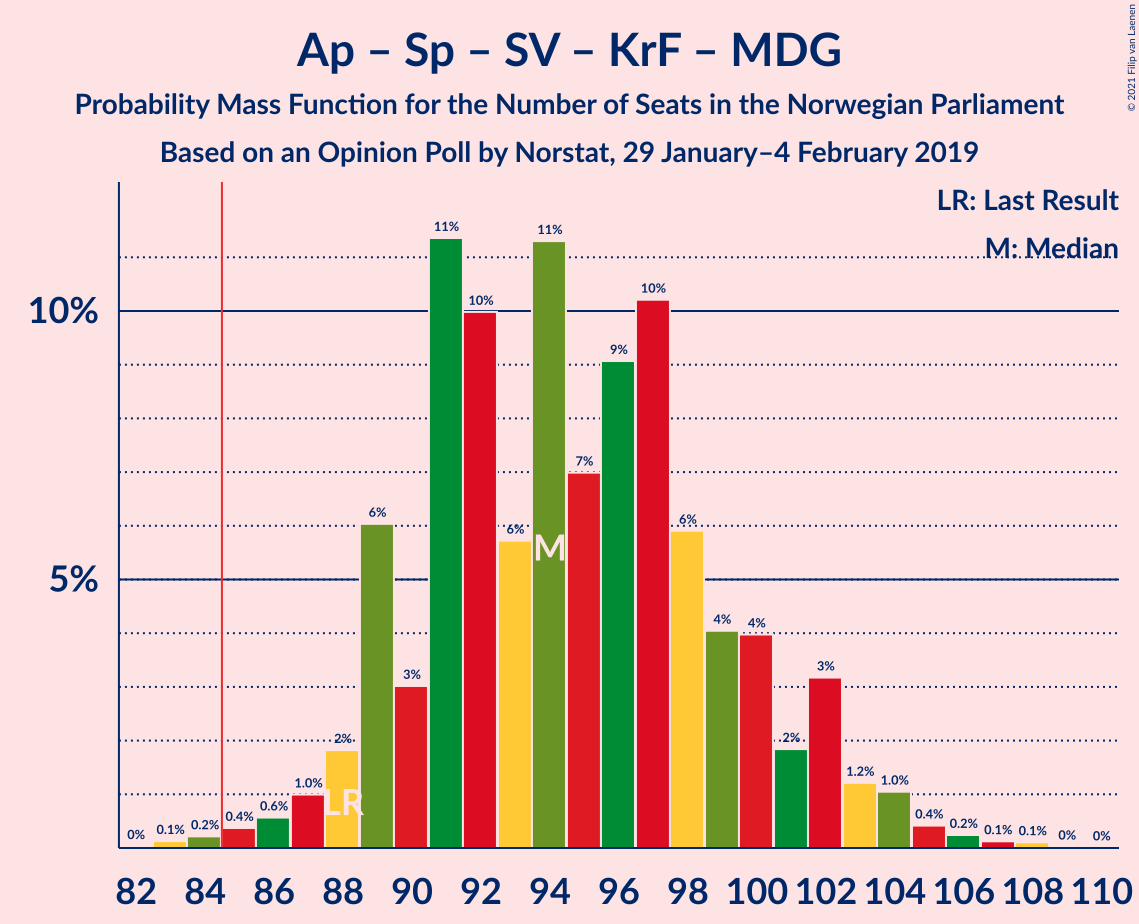 Ap – Sp – SV – KrF – MDG
Probability Mass Function for the Number of Seats in the Norwegian Parliament
Based on an Opinion Poll by Norstat, 29 January–4 February 2019
© 2021 Filip van Laenen
LR: Last Result
M: Median
10%
5%
0% 0.1% 0.2% 0.4% 0.6% 1.0% 2% 6% 3% 11% 10% 6% 11% 7% 9% 10% 6% 4% 4% 2% 3% 1.2% 1.0% 0.4% 0.2% 0.1% 0.1% 0% 0%
LR
M
82 84 86 88 90 92 94 96 98 100 102 104 106 108 110